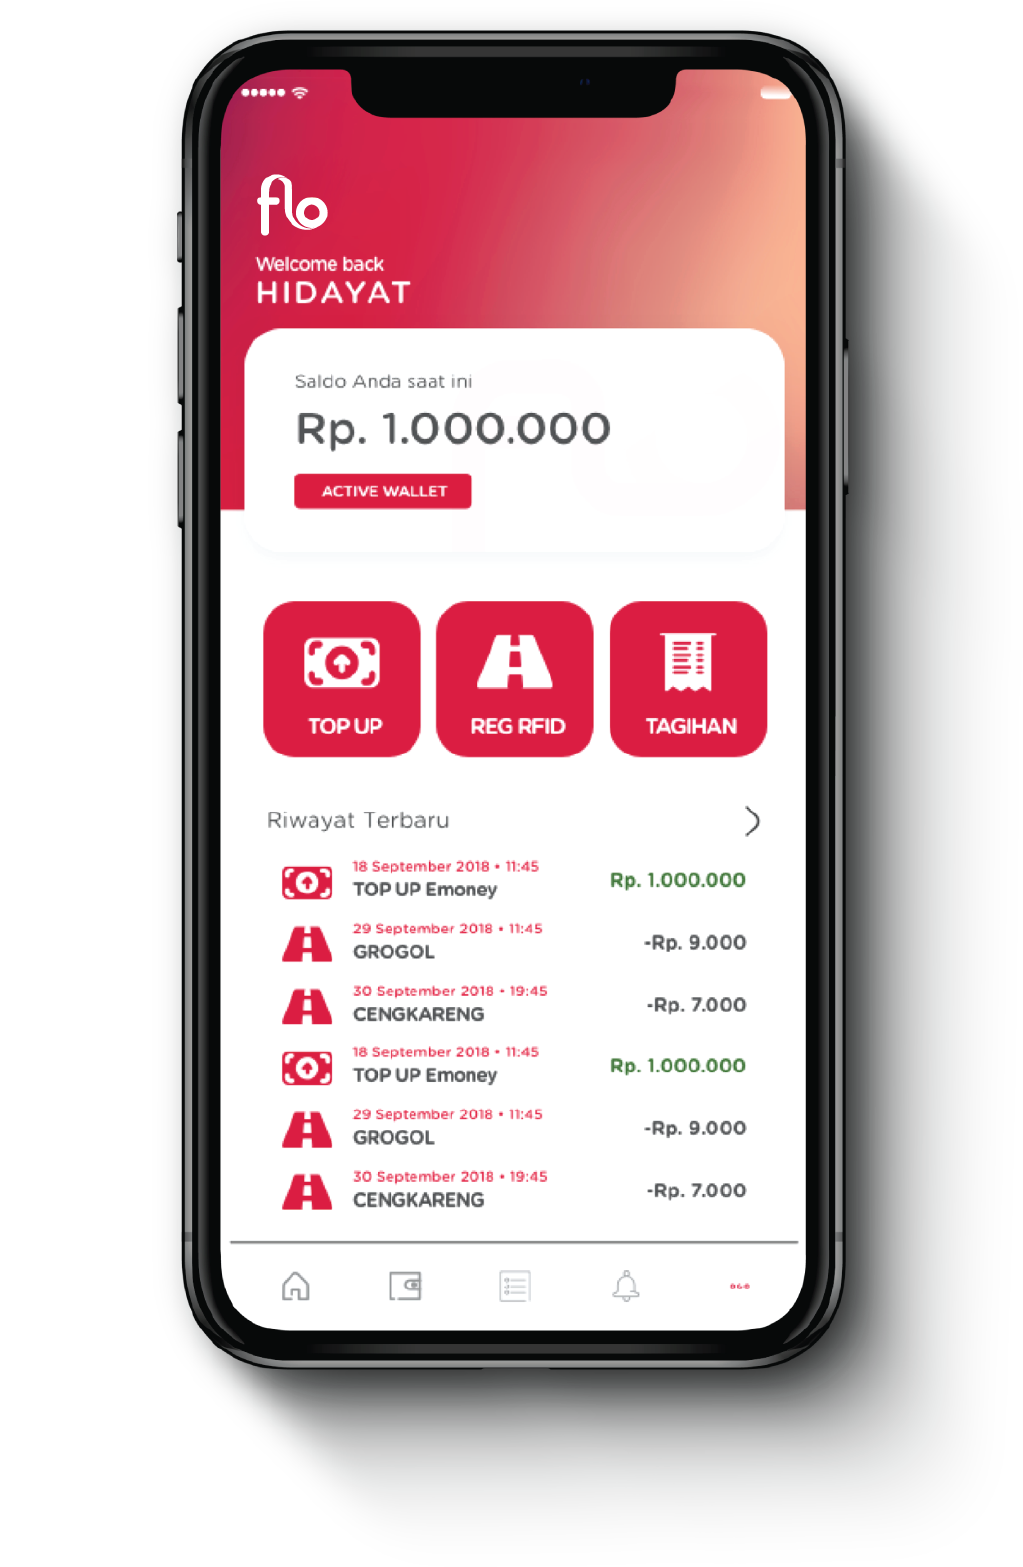 flo
Welcome back
HIDAYAT
Saldo Anda saat ini
Rp. 1.000.000
ACTIVE WALLET
TOP UP
REG RFID
TAGIHAN
Riwayat Terbaru
18 September 2018 • 11:45
TOP UP Emoney
Rp. 1.000.000
29 September 2018 • 11:45
GROGOL
-Rp. 9.000
30 September 2018 • 19:45
CENGKARENG
-Rp. 7.000
18 September 2018 • 11:45
TOP UP Emoney
Rp. 1.000.000
29 September 2018 • 11:45
GROGOL
-Rp. 9.000
30 September 2018 • 19:45
CENGKARENG
-Rp. 7.000